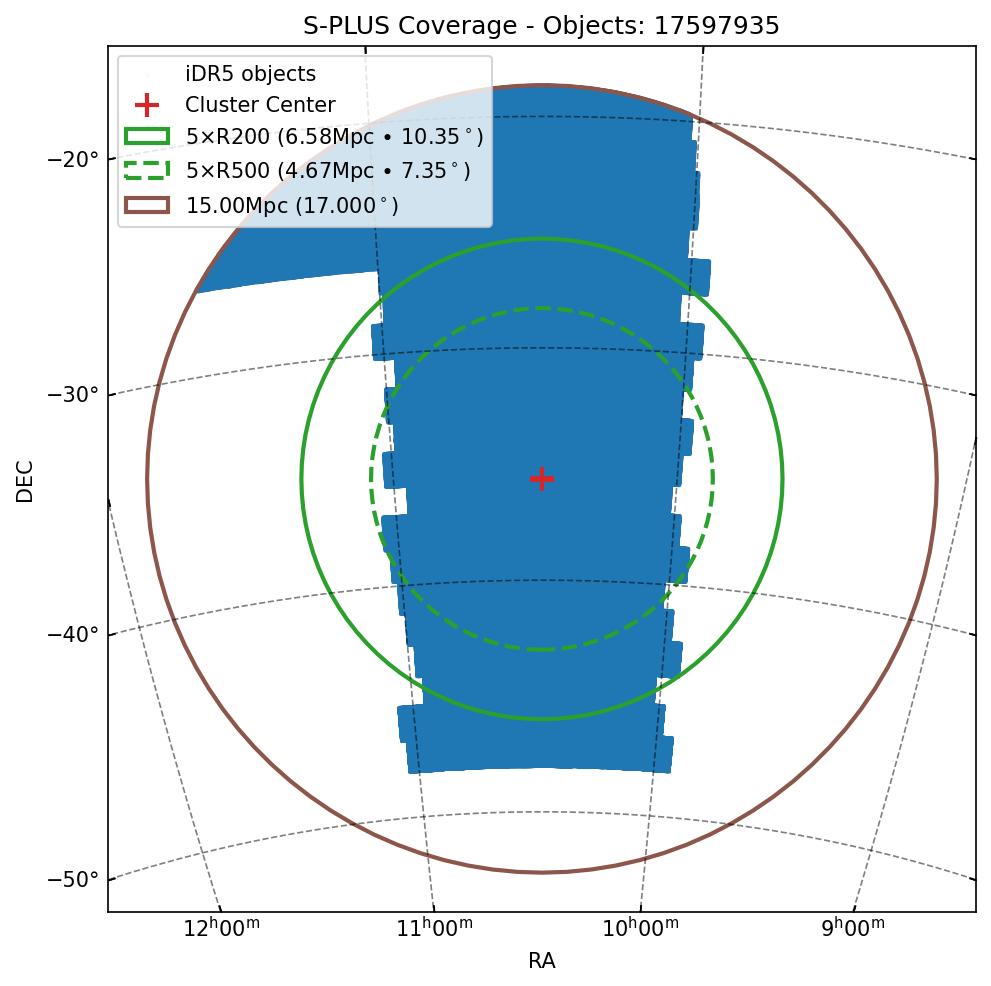 S-PLUS Coverage - Objects: 17597935
iDR5 objects
Cluster Center
5×R200 (6.58Mpc • 10.35°)
5×R500 (4.67Mpc • 7.35°)
15.00Mpc (17.000°)
−20°
−30°
−40°
−50°
DEC
12ʰ00ᵐ 11ʰ00ᵐ 10ʰ00ᵐ 9ʰ00ᵐ
RA